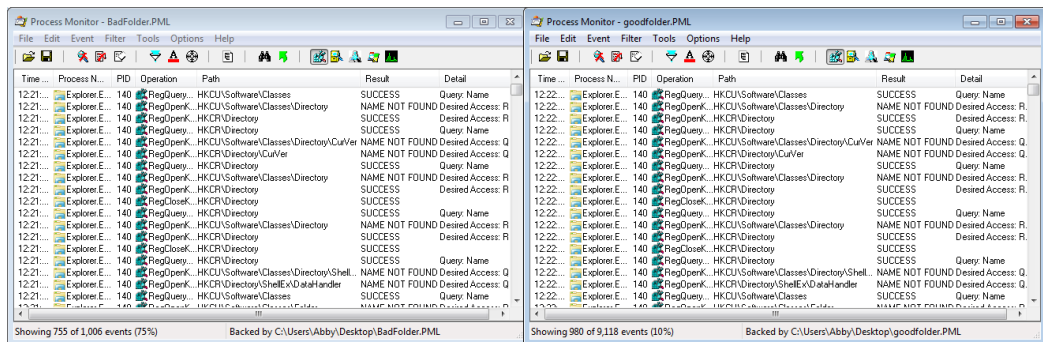 Process Monitor - BadFolder.PML
File Edit Event Filter Tools Options Help
Time ... Process N... PID Operation Path Result Detail
12:21:... Explorer.E... 140 RegQuery... HKCU\Software\Classes SUCCESS Query: Name
12:21:... Explorer.E... 140 RegOpenK... HKCU\Software\Classes\Directory NAME NOT FOUND Desired Access: R
12:21:... Explorer.E... 140 RegOpenK... HKCR\Directory SUCCESS Desired Access: R
12:21:... Explorer.E... 140 RegQuery... HKCR\Directory SUCCESS Query: Name
12:21:... Explorer.E... 140 RegOpenK... HKCU\Software\Classes\Directory\CurVer NAME NOT FOUND Desired Access: Q
12:21:... Explorer.E... 140 RegOpenK... HKCR\Directory\CurVer NAME NOT FOUND Desired Access: Q
12:21:... Explorer.E... 140 RegQuery... HKCR\Directory SUCCESS Query: Name
12:21:... Explorer.E... 140 RegOpenK... HKCU\Software\Classes\Directory NAME NOT FOUND Desired Access: R
12:21:... Explorer.E... 140 RegOpenK... HKCR\Directory SUCCESS Desired Access: R
12:21:... Explorer.E... 140 RegCloseK... HKCR\Directory SUCCESS
12:21:... Explorer.E... 140 RegQuery... HKCR\Directory SUCCESS Query: Name
12:21:... Explorer.E... 140 RegOpenK... HKCU\Software\Classes\Directory NAME NOT FOUND Desired Access: R
12:21:... Explorer.E... 140 RegOpenK... HKCR\Directory SUCCESS Desired Access: R
12:21:... Explorer.E... 140 RegCloseK... HKCR\Directory SUCCESS
12:21:... Explorer.E... 140 RegQuery... HKCR\Directory SUCCESS Query: Name
12:21:... Explorer.E... 140 RegOpenK... HKCU\Software\Classes\Directory\Shell... NAME NOT FOUND Desired Access: Q
12:21:... Explorer.E... 140 RegOpenK... HKCR\Directory\ShellEx\DataHandler NAME NOT FOUND Desired Access: Q
12:21:... Explorer.E... 140 RegQuery... HKCU\Software\Classes SUCCESS Query: Name
Showing 755 of 1,006 events (75%) Backed by C:\Users\Abby\Desktop\BadFolder.PML
Process Monitor - goodfolder.PML
File Edit Event Filter Tools Options Help
Time ... Process N... PID Operation Path Result Detail
12:22:... Explorer.E... 140 RegQuery... HKCU\Software\Classes SUCCESS Query: Name
12:22:... Explorer.E... 140 RegOpenK... HKCU\Software\Classes\Directory NAME NOT FOUND Desired Access: R.
12:22:... Explorer.E... 140 RegOpenK... HKCR\Directory SUCCESS Desired Access: R.
12:22:... Explorer.E... 140 RegQuery... HKCR\Directory SUCCESS Query: Name
12:22:... Explorer.E... 140 RegOpenK... HKCU\Software\Classes\Directory\CurVer NAME NOT FOUND Desired Access: Q.
12:22:... Explorer.E... 140 RegOpenK... HKCR\Directory\CurVer NAME NOT FOUND Desired Access: Q.
12:22:... Explorer.E... 140 RegQuery... HKCR\Directory SUCCESS Query: Name
12:22:... Explorer.E... 140 RegOpenK... HKCU\Software\Classes\Directory NAME NOT FOUND Desired Access: R.
12:22:... Explorer.E... 140 RegOpenK... HKCR\Directory SUCCESS Desired Access: R.
12:22:... Explorer.E... 140 RegCloseK... HKCR\Directory SUCCESS
12:22:... Explorer.E... 140 RegQuery... HKCR\Directory SUCCESS Query: Name
12:22:... Explorer.E... 140 RegOpenK... HKCU\Software\Classes\Directory NAME NOT FOUND Desired Access: R.
12:22:... Explorer.E... 140 RegOpenK... HKCR\Directory SUCCESS Desired Access: R.
12:22:... Explorer.E... 140 RegCloseK... HKCR\Directory SUCCESS
12:22:... Explorer.E... 140 RegQuery... HKCR\Directory SUCCESS Query: Name
12:22:... Explorer.E... 140 RegOpenK... HKCU\Software\Classes\Directory\Shell... NAME NOT FOUND Desired Access: Q.
12:22:... Explorer.E... 140 RegOpenK... HKCR\Directory\ShellEx\DataHandler NAME NOT FOUND Desired Access: Q.
12:22:... Explorer.E... 140 RegQuery... HKCU\Software\Classes SUCCESS Query: Name
Showing 980 of 9,118 events (10%) Backed by C:\Users\Abby\Desktop\goodfolder.PML